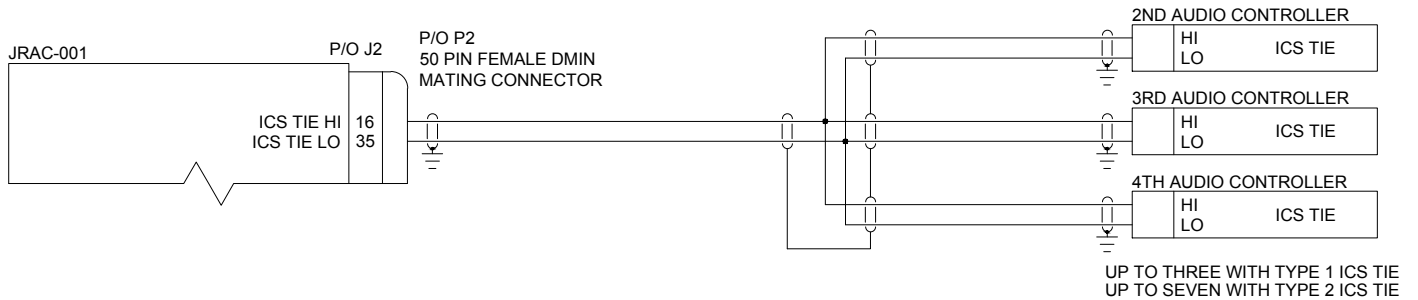 JRAC-001
P/O J2
P/O P2
50 PIN FEMALE DMIN
MATING CONNECTOR
ICS TIE HI 16
ICS TIE LO 35
2ND AUDIO CONTROLLER
HI
LO
ICS TIE
3RD AUDIO CONTROLLER
HI
LO
ICS TIE
4TH AUDIO CONTROLLER
HI
LO
ICS TIE
UP TO THREE WITH TYPE 1 ICS TIE
UP TO SEVEN WITH TYPE 2 ICS TIE